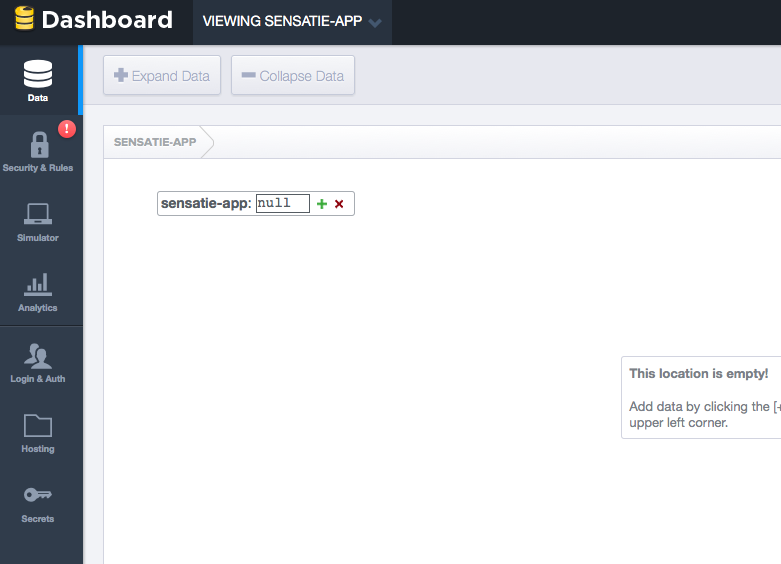 Dashboard
VIEWING SENSATIE-APP
Data
Expand Data
Collapse Data
!
Security & Rules
SENSATIE-APP
sensatie-app: null
Simulator
Analytics
This location is empty!
Add data by clicking the [+
upper left corner.
Login & Auth
Hosting
Secrets